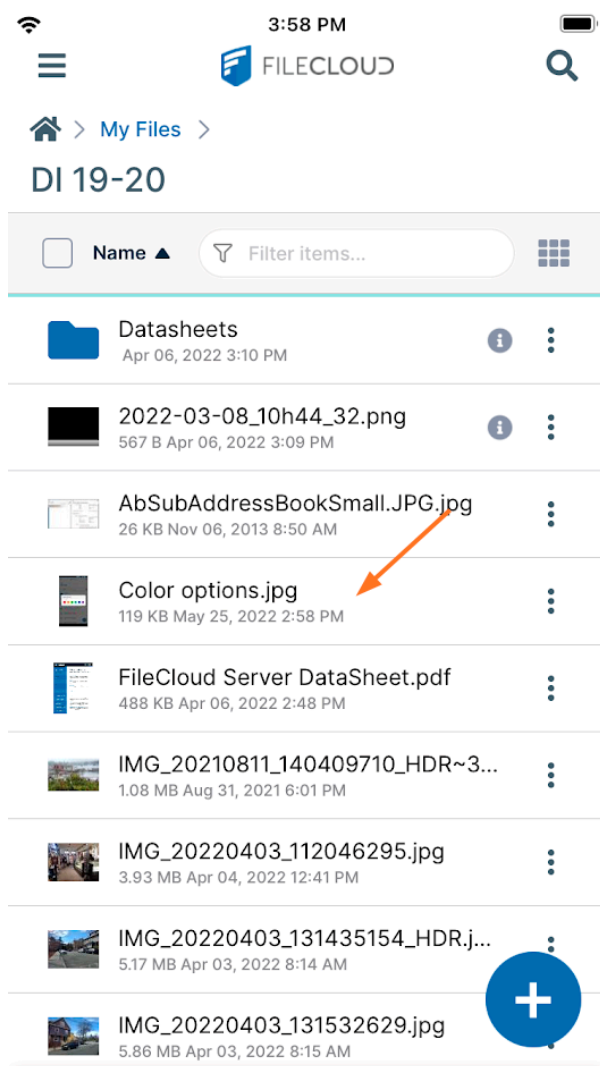 3:58 PM
FILECLOUD
My Files
DI 19-20
Name
Filter items...
Datasheets
Apr 06, 2022 3:10 PM
2022-03-08_10h44_32.png
567 B Apr 06, 2022 3:09 PM
AbSubAddressBookSmall.JPG.jpg
26 KB Nov 06, 2013 8:50 AM
Color options.jpg
119 KB May 25, 2022 2:58 PM
FileCloud Server DataSheet.pdf
488 KB Apr 06, 2022 2:48 PM
IMG_20210811_140409710_HDR~3...
1.08 MB Aug 31, 2021 6:01 PM
IMG_20220403_112046295.jpg
3.93 MB Apr 04, 2022 12:41 PM
IMG_20220403_131435154_HDR.j...
5.17 MB Apr 03, 2022 8:14 AM
IMG_20220403_131532629.jpg
5.86 MB Apr 03, 2022 8:15 AM